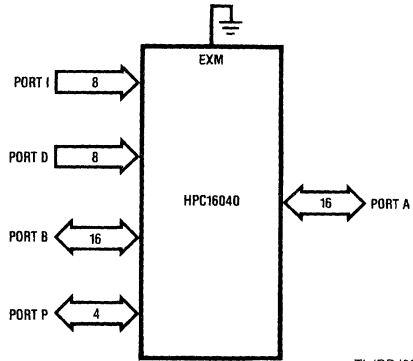 EXM
PORT I 8
PORT D 8
HPC16040
16 PORT A
PORT B 16
PORT P 4